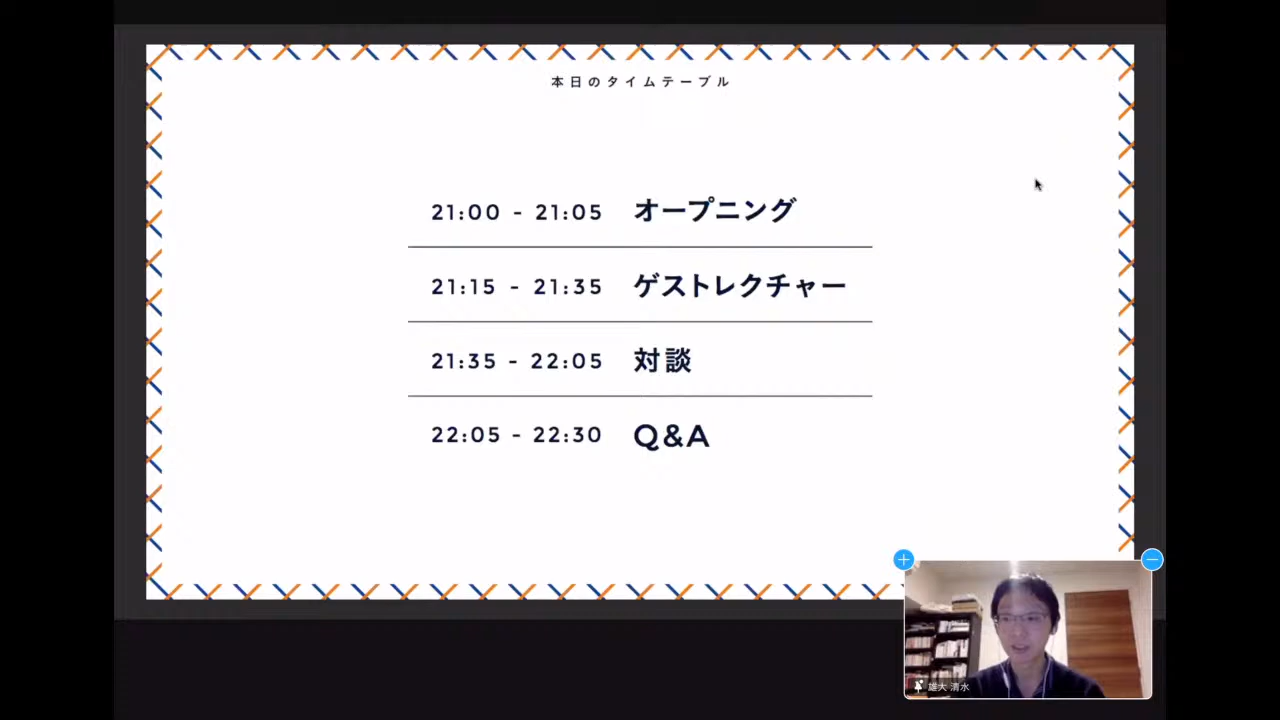 本日のタイムテーブル
21:00 - 21:05 オープニング
21:15 - 21:35 ゲストレクチャー
21:35 - 22:05 対談
22:05 - 22:30 Q&A
雄大 清水